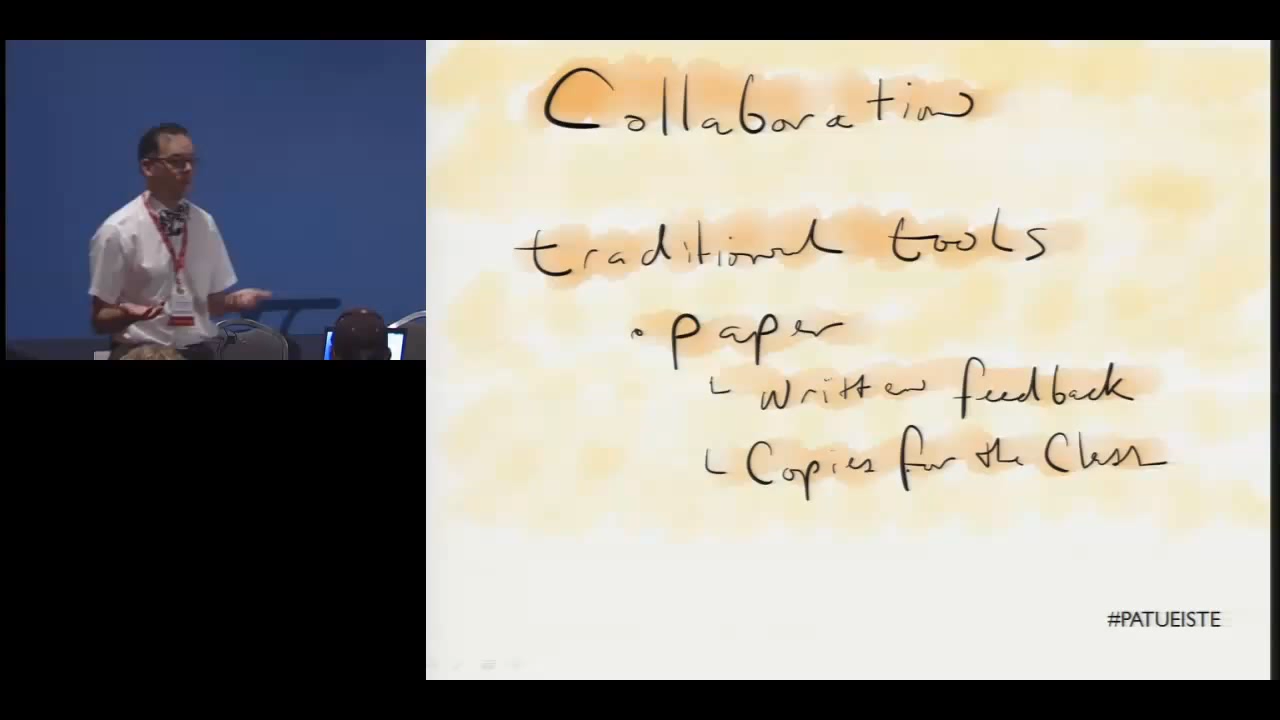 Collaboration
traditional tools
• paper
└ written feedback
└ Copies for the Class
#PATUEISTE